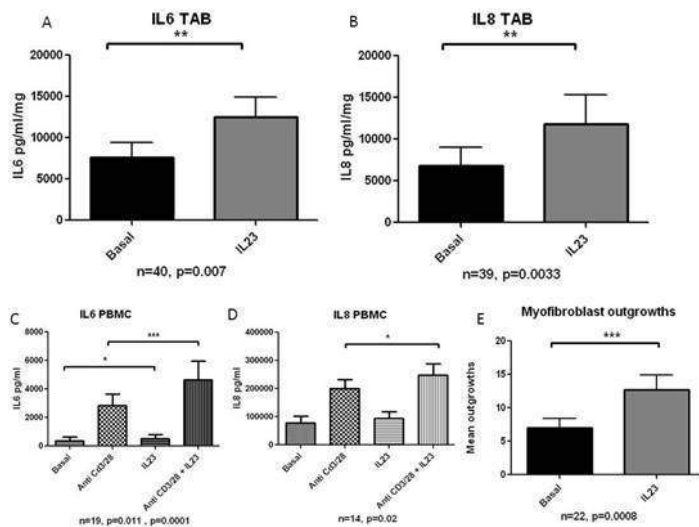 A
IL6 TAB
**
IL6 pg/ml/mg
20000
15000
10000
5000
0
Basal
IL23
n=40, p=0.007
B
IL8 TAB
**
IL8 pg/ml/mg
20000
15000
10000
5000
0
Basal
IL23
n=39, p=0.0033
C
IL6 PBMC
***
*
IL6 pg/ml
8000
6000
4000
2000
0
Basal
Anti Cd3/28
IL23
Anti CD3/28 + IL23
n=19, p=0.011 , p=0.0001
D
IL8 PBMC
*
IL8 pg/ml
400000
300000
200000
100000
0
Basal
Anti Cd3/28
IL23
Anti CD3/28 + IL23
n=14, p=0.02
E
Myofibroblast outgrowths
***
Mean outgrowths
20
15
10
5
0
Basal
IL23
n=22, p=0.0008